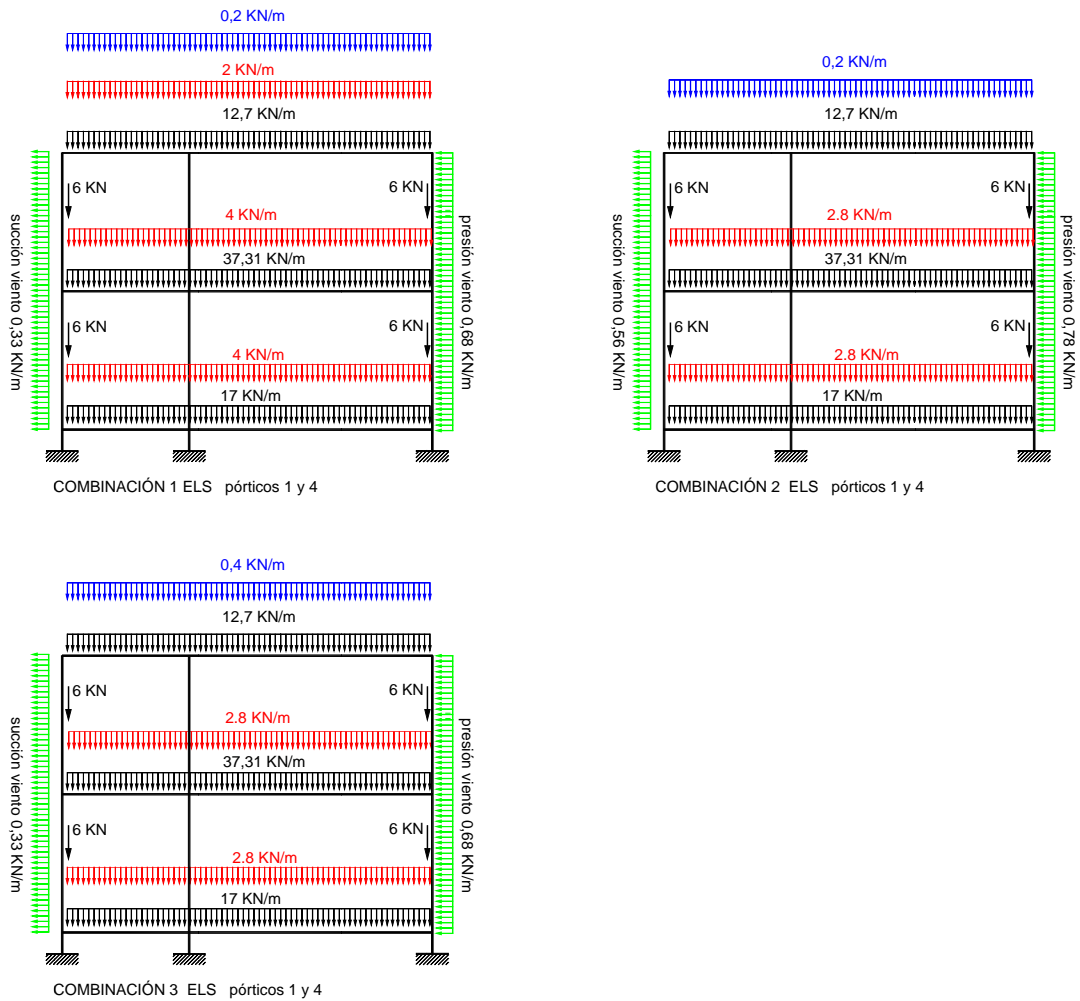 0,2 KN/m
2 KN/m
12,7 KN/m
6 KN
6 KN
4 KN/m
37,31 KN/m
6 KN
6 KN
4 KN/m
17 KN/m
succión viento 0,33 KN/m
presión viento 0,68 KN/m
COMBINACIÓN 1 ELS pórticos 1 y 4
0,2 KN/m
12,7 KN/m
6 KN
6 KN
2.8 KN/m
37,31 KN/m
6 KN
6 KN
2.8 KN/m
17 KN/m
succión viento 0,56 KN/m
presión viento 0,78 KN/m
COMBINACIÓN 2 ELS pórticos 1 y 4
0,4 KN/m
12,7 KN/m
6 KN
6 KN
2.8 KN/m
37,31 KN/m
6 KN
6 KN
2.8 KN/m
17 KN/m
succión viento 0,33 KN/m
presión viento 0,68 KN/m
COMBINACIÓN 3 ELS pórticos 1 y 4